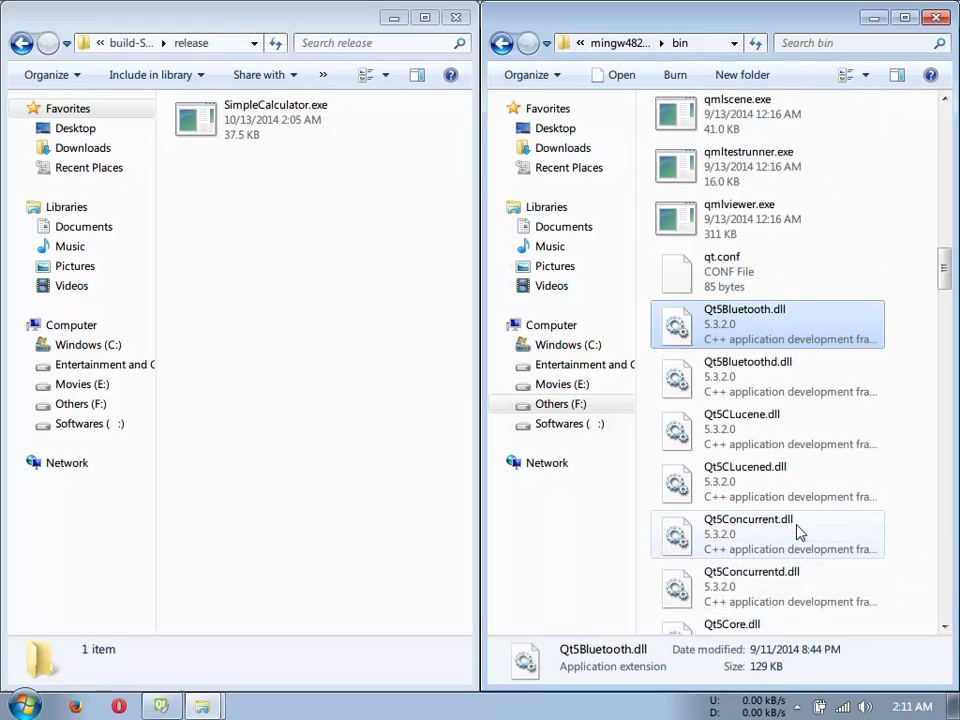 « build-S... release
Search release
Organize Include in library Share with »
Favorites
Desktop
Downloads
Recent Places
Libraries
Documents
Music
Pictures
Videos
Computer
Windows (C:)
Entertainment and C
Movies (E:)
Others (F:)
Softwares ( :)
Network
SimpleCalculator.exe
10/13/2014 2:05 AM
37.5 KB
1 item
« mingw482... bin
Search bin
Organize Open Burn New folder
Favorites
Desktop
Downloads
Recent Places
Libraries
Documents
Music
Pictures
Videos
Computer
Windows (C:)
Entertainment and C
Movies (E:)
Others (F:)
Softwares ( :)
Network
qmlscene.exe
9/13/2014 12:16 AM
41.0 KB
qmltestrunner.exe
9/13/2014 12:16 AM
16.0 KB
qmlviewer.exe
9/13/2014 12:16 AM
311 KB
qt.conf
CONF File
85 bytes
Qt5Bluetooth.dll
5.3.2.0
C++ application development fra...
Qt5Bluetoothd.dll
5.3.2.0
C++ application development fra...
Qt5CLucene.dll
5.3.2.0
C++ application development fra...
Qt5CLucened.dll
5.3.2.0
C++ application development fra...
Qt5Concurrent.dll
5.3.2.0
C++ application development fra...
Qt5Concurrentd.dll
5.3.2.0
C++ application development fra...
Qt5Core.dll
Qt5Bluetooth.dll Date modified: 9/11/2014 8:44 PM
Application extension Size: 129 KB
U: 0.00 kB/s
D: 0.00 kB/s
2:11 AM